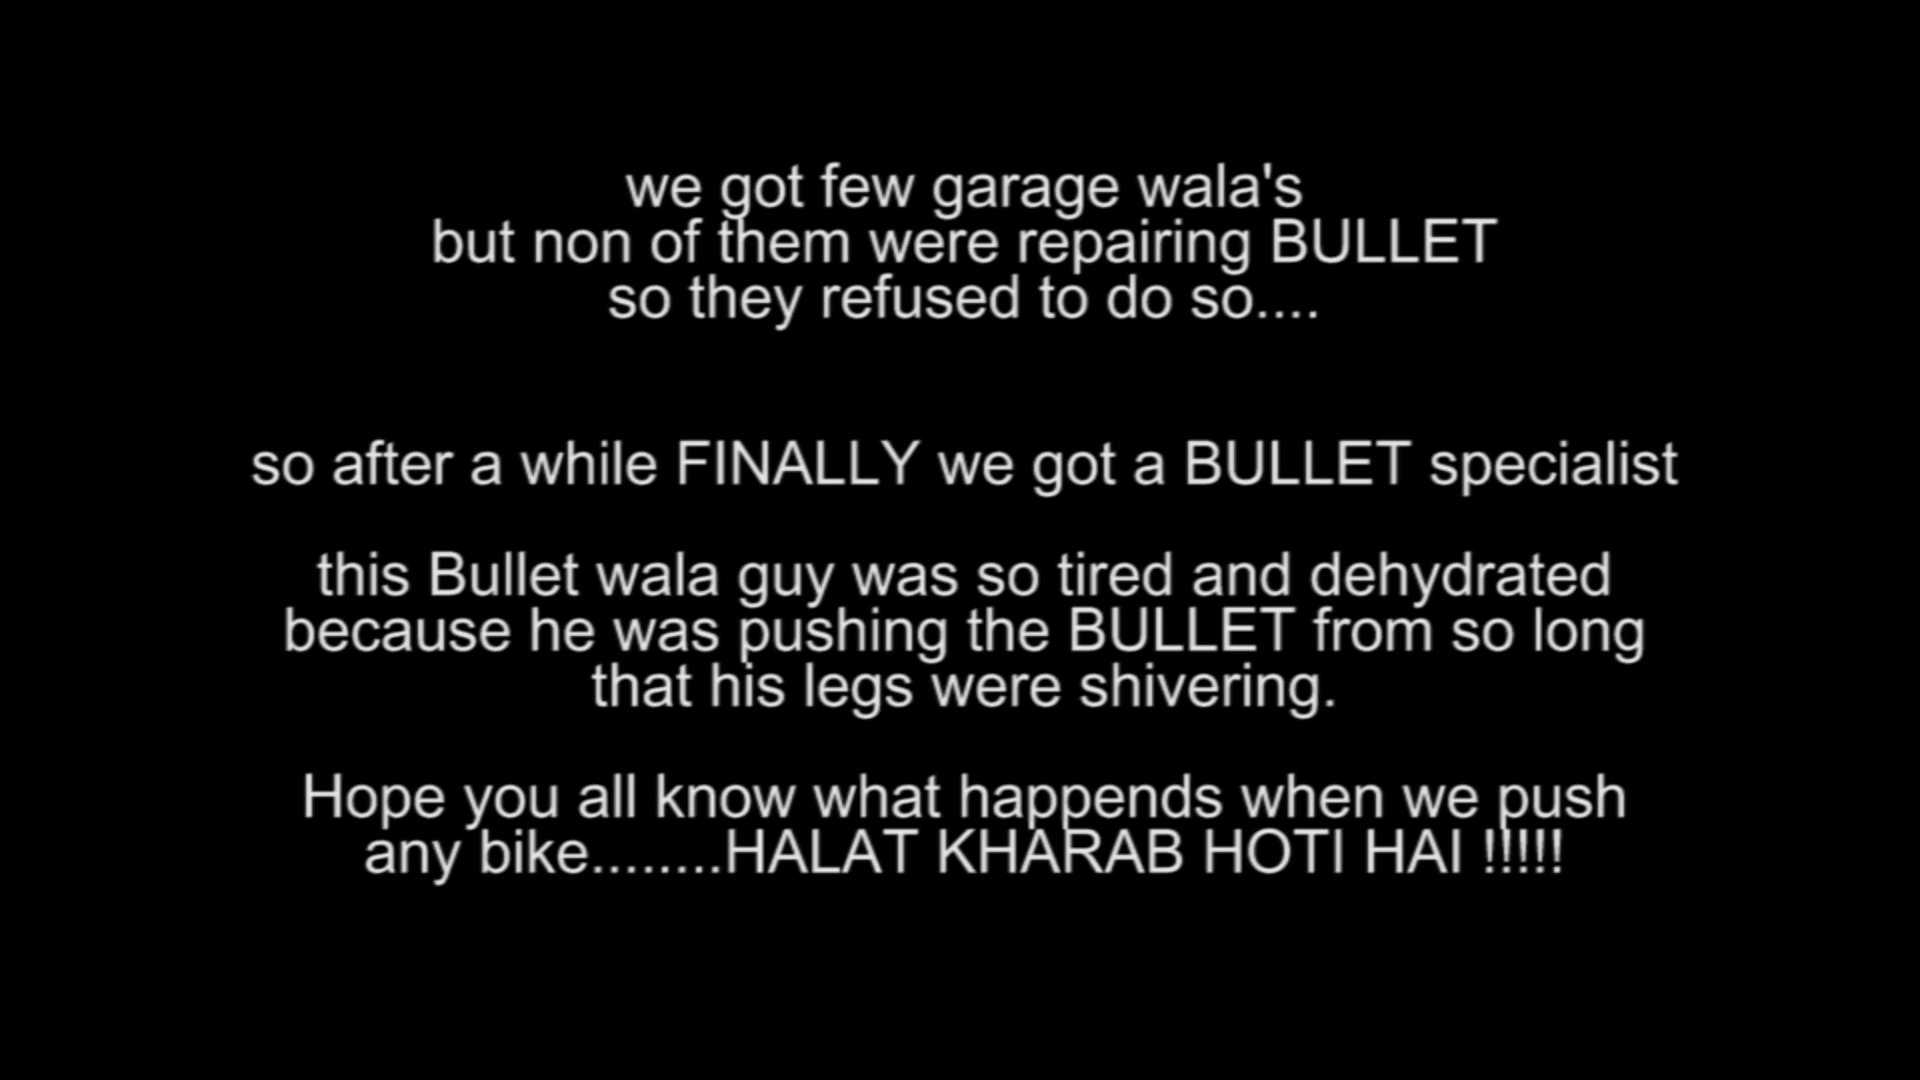 we got few garage wala's
but non of them were repairing BULLET
so they refused to do so....
so after a while FINALLY we got a BULLET specialist
this Bullet wala guy was so tired and dehydrated
because he was pushing the BULLET from so long
that his legs were shivering.
Hope you all know what happends when we push
any bike........HALAT KHARAB HOTI HAI !!!!!